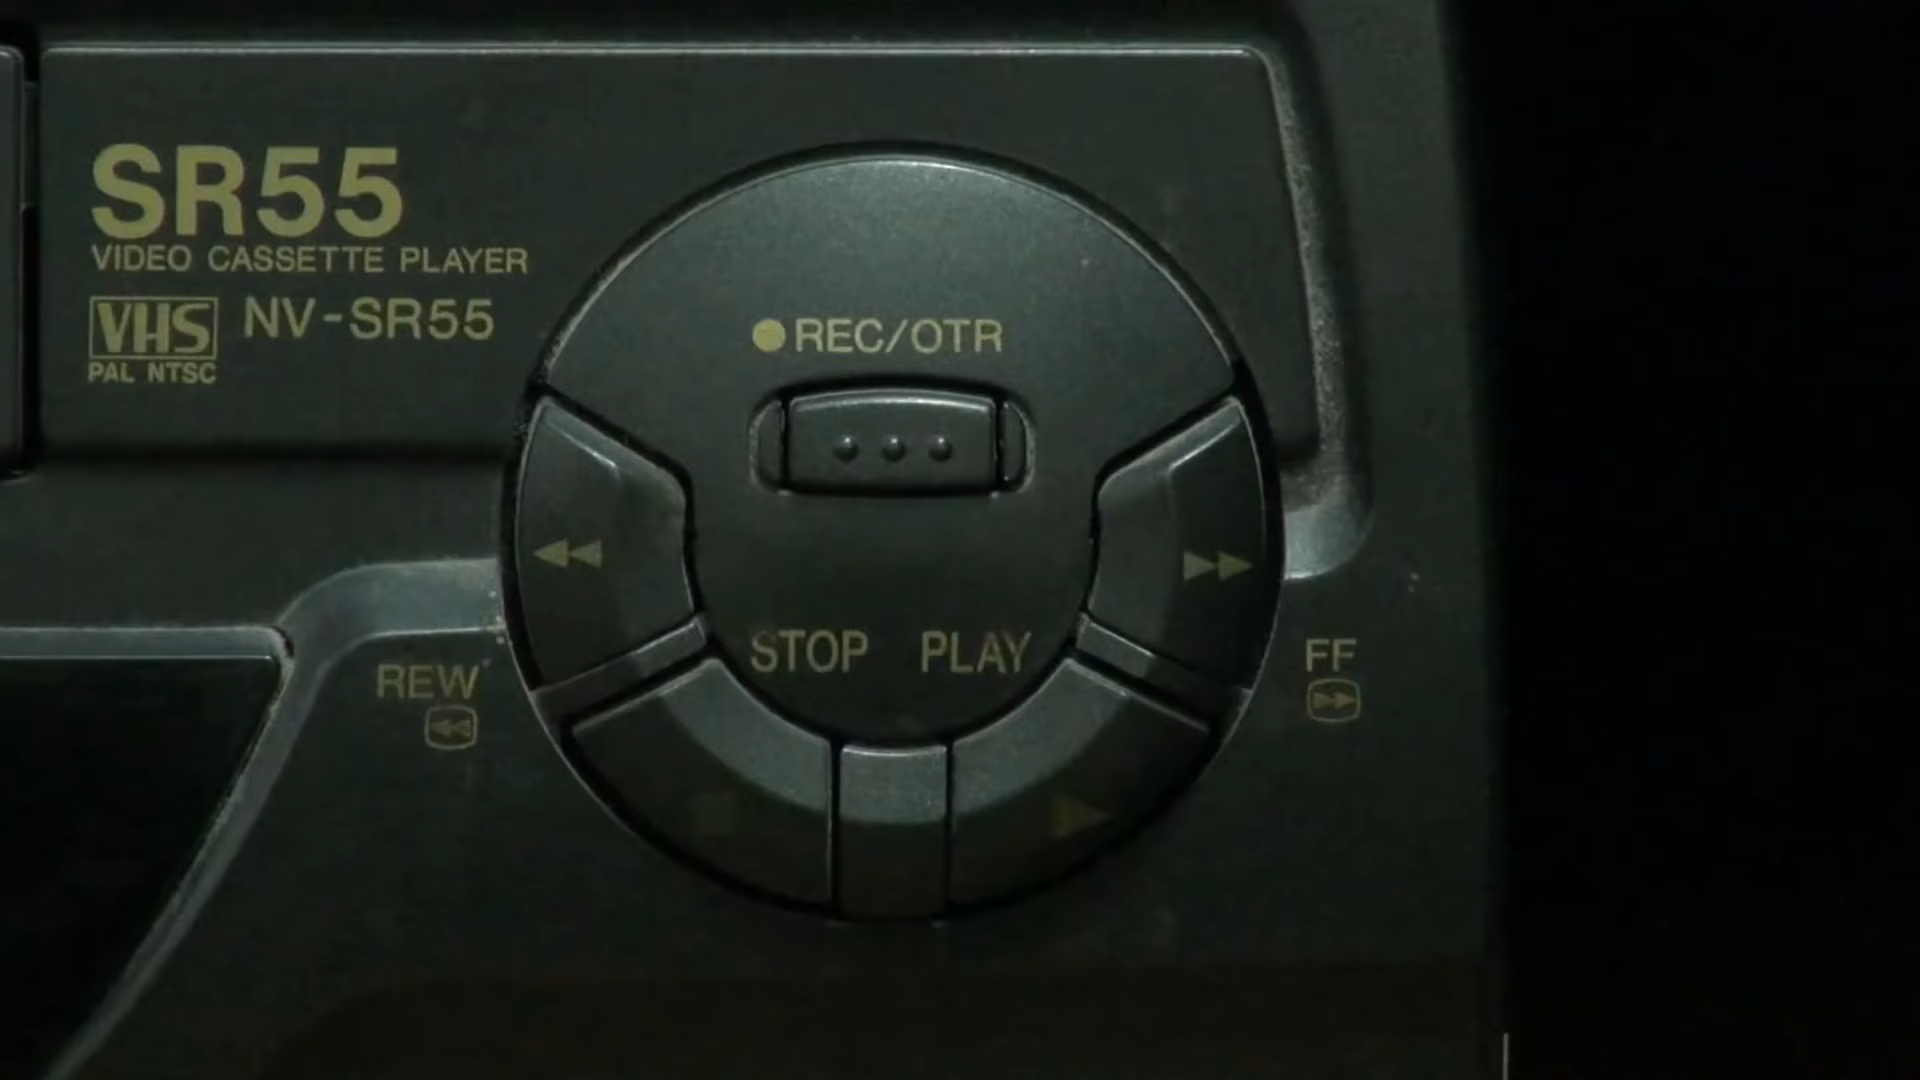 SR55
VIDEO CASSETTE PLAYER
VHS NV-SR55
PAL NTSC
REC/OTR
STOP PLAY
REW
FF